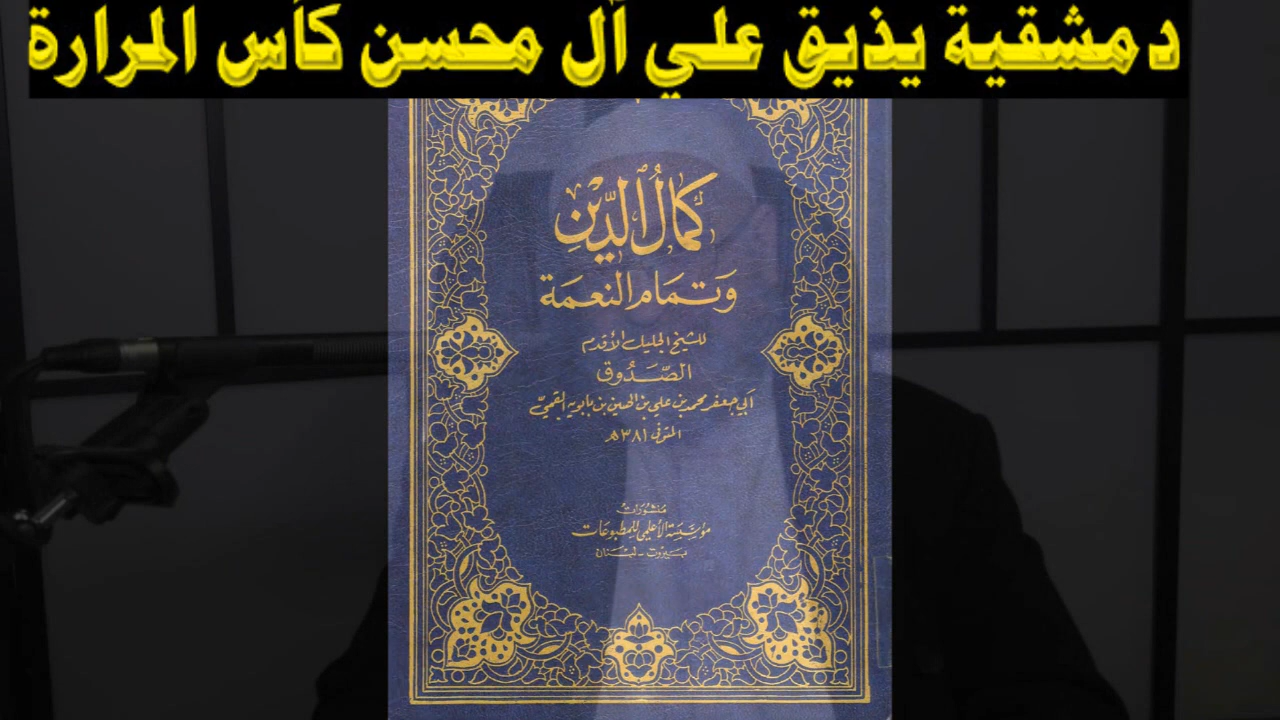 دمشقية يذيق علي آل محسن كأس المرارة
كمال الدين
وتمام النعمة
للشيخ الجليل الأقدم
الصدوق
أبي جعفر محمد بن علي بن الحسين بن بابويه القمي
المتوفى ٣٨١ه
منشورات
مؤسسة الأعلمي للمطبوعات
بيروت - لبنان